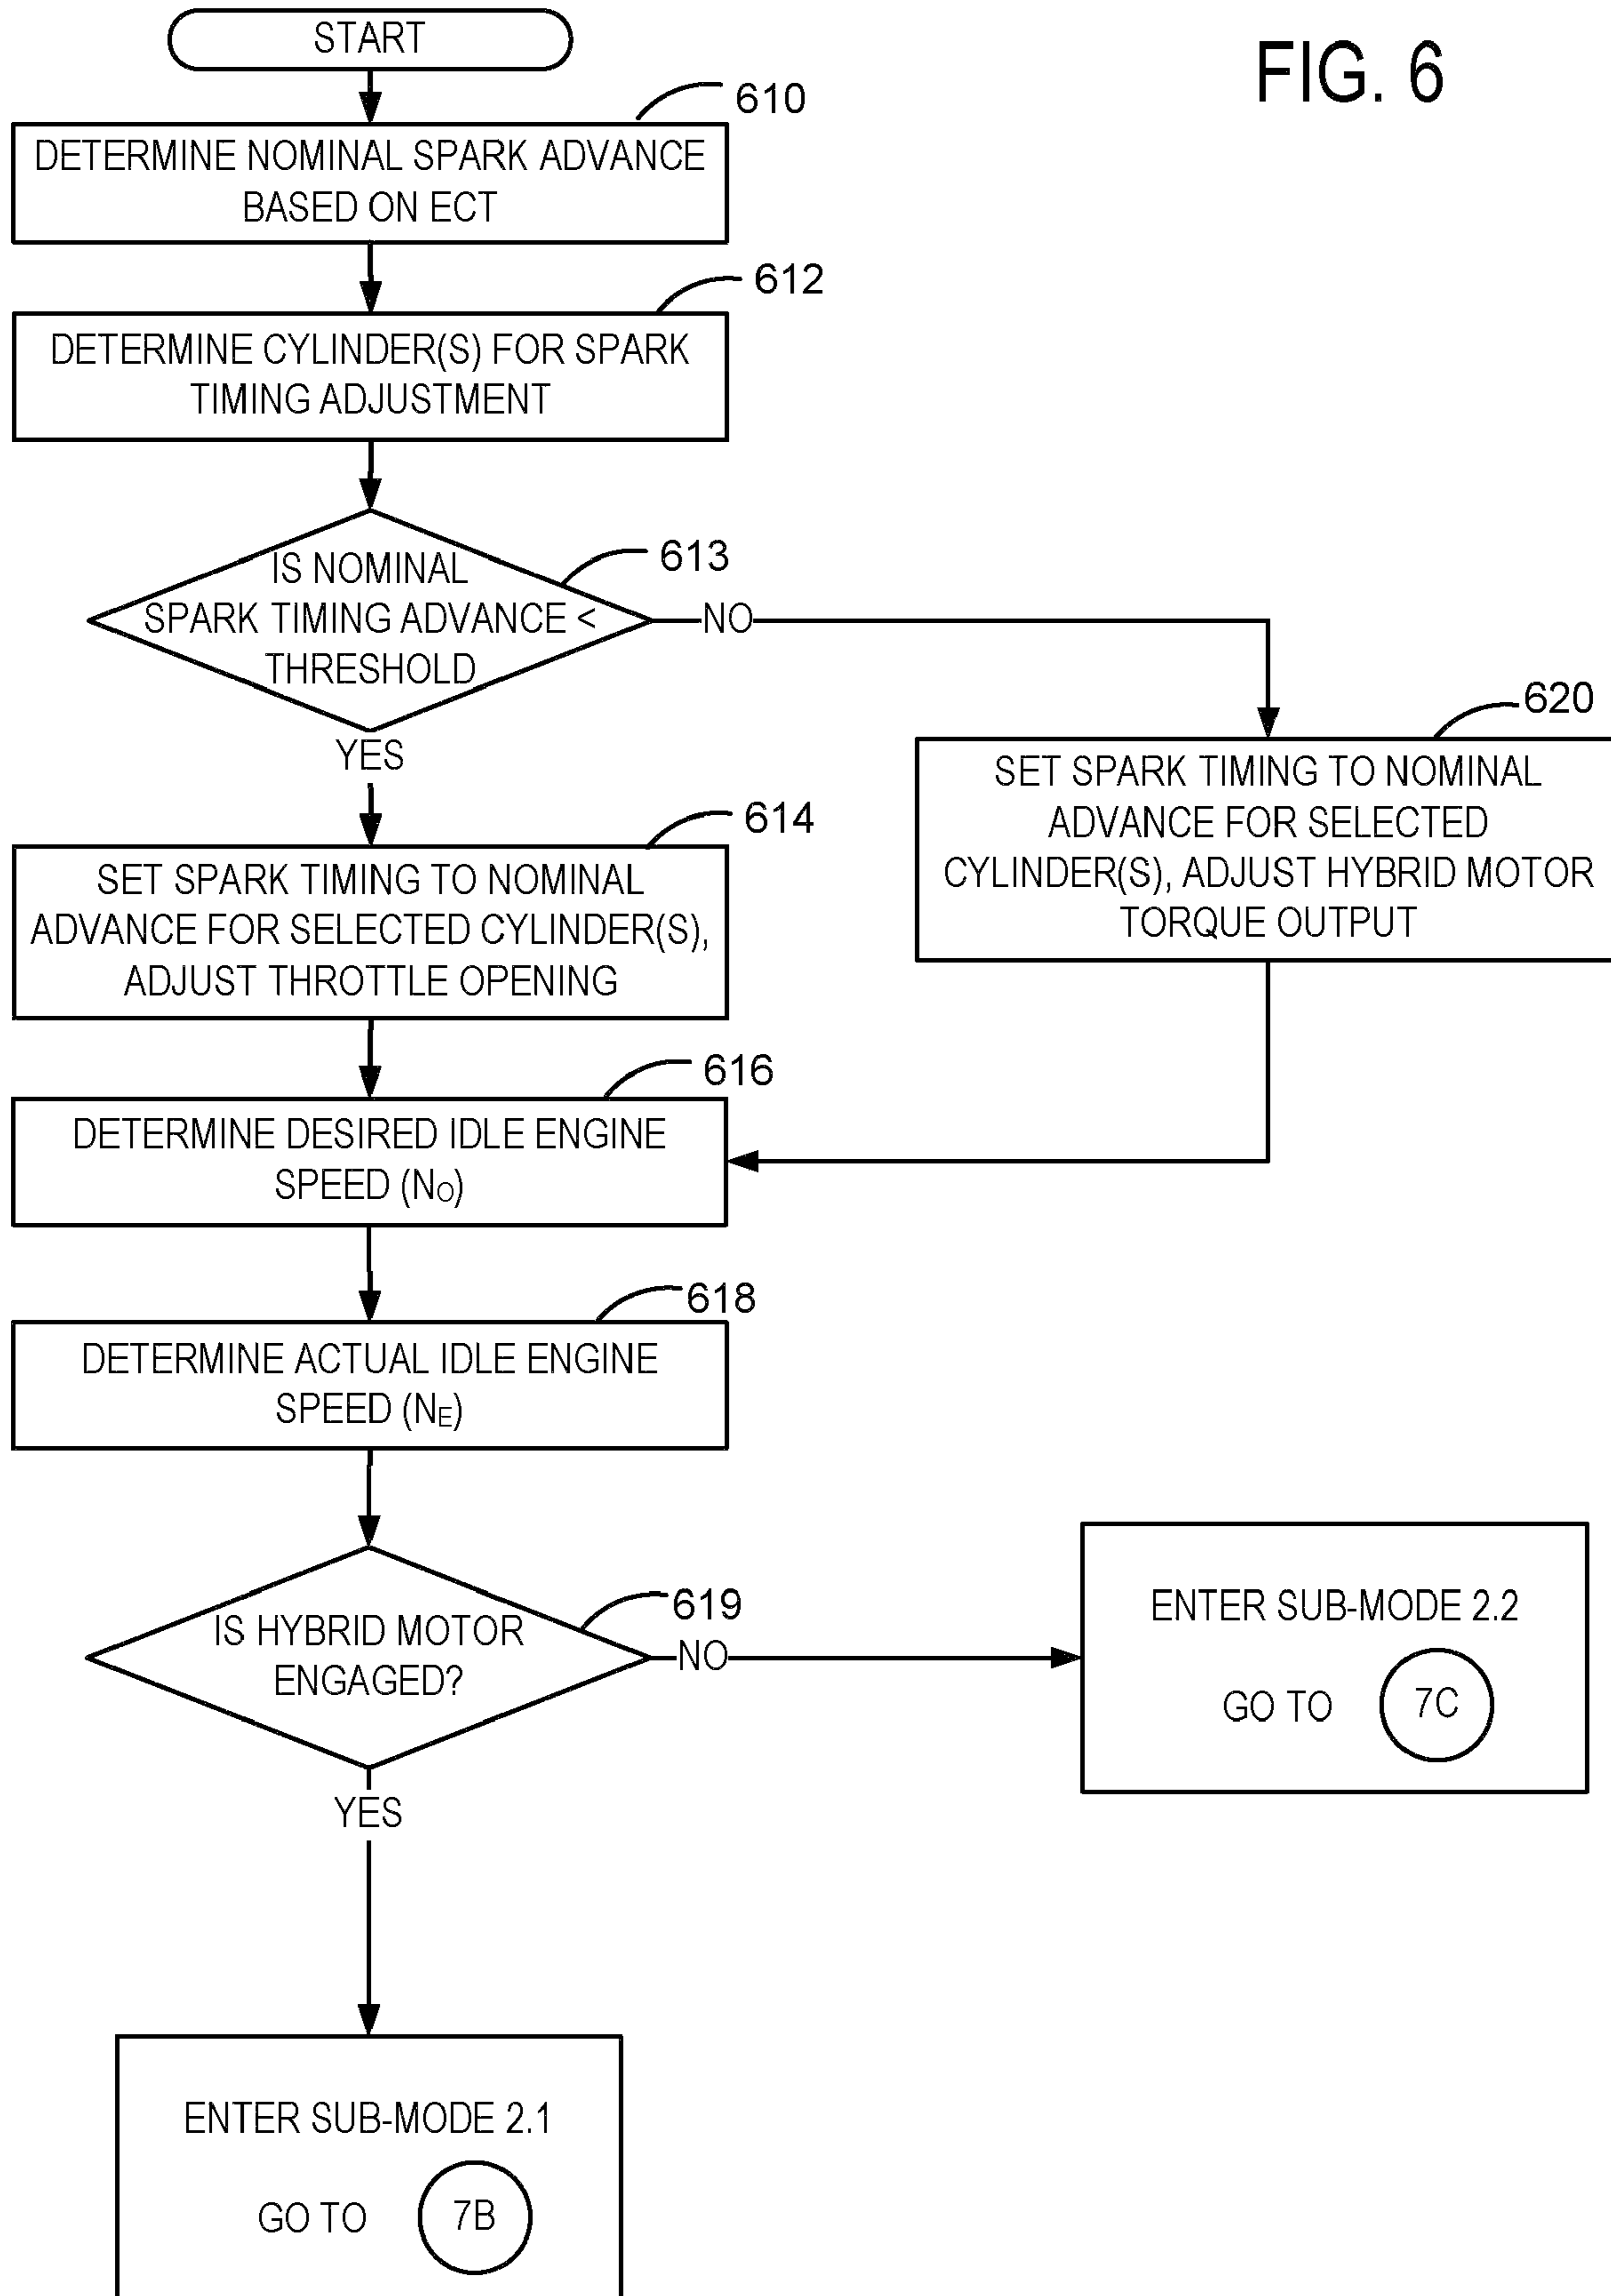 START
FIG. 6
610
DETERMINE NOMINAL SPARK ADVANCE
BASED ON ECT
612
DETERMINE CYLINDER(S) FOR SPARK
TIMING ADJUSTMENT
613
IS NOMINAL
SPARK TIMING ADVANCE <
THRESHOLD
NO
YES
620
SET SPARK TIMING TO NOMINAL
ADVANCE FOR SELECTED
CYLINDER(S), ADJUST HYBRID MOTOR
TORQUE OUTPUT
614
SET SPARK TIMING TO NOMINAL
ADVANCE FOR SELECTED CYLINDER(S),
ADJUST THROTTLE OPENING
616
DETERMINE DESIRED IDLE ENGINE
SPEED (NO)
618
DETERMINE ACTUAL IDLE ENGINE
SPEED (NE)
619
IS HYBRID MOTOR
ENGAGED?
NO
ENTER SUB-MODE 2.2
GO TO 7C
YES
ENTER SUB-MODE 2.1
GO TO 7B